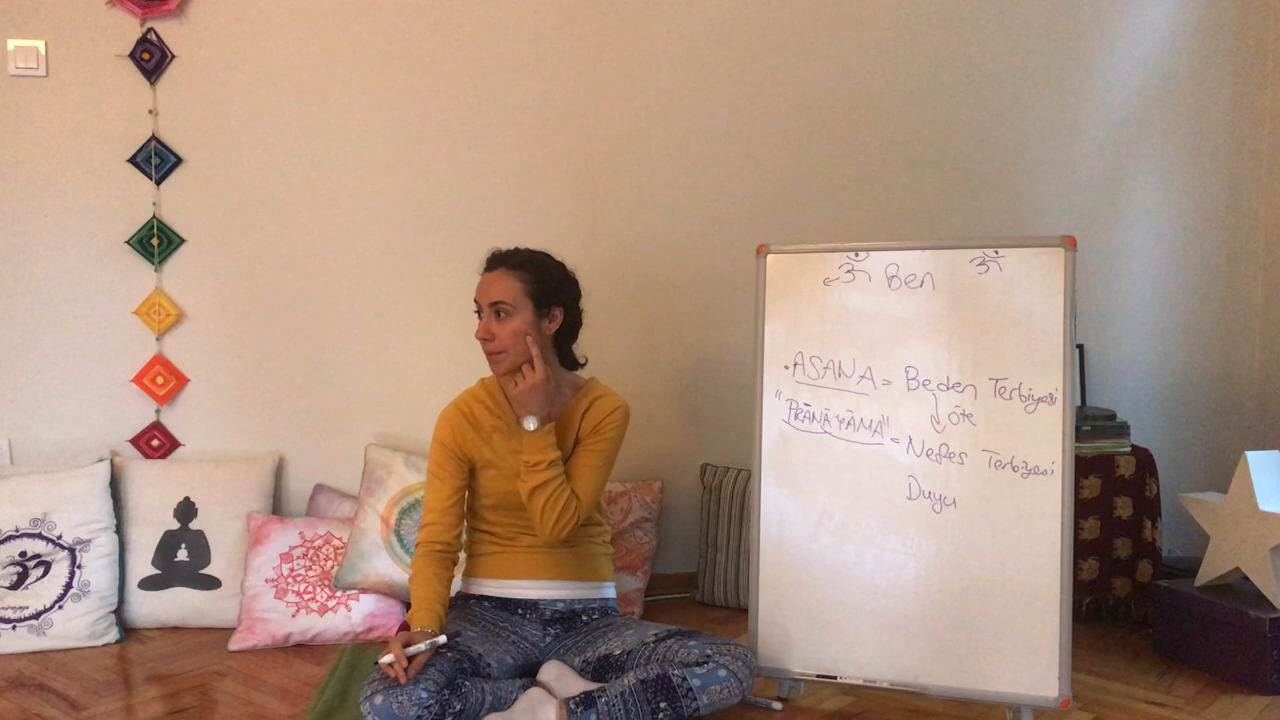 ॐ Ben ॐ
. ASANA = Beden Terbiyesi
Öte
"PRĀNĀYĀMA" = Nefes Terbiyesi
Duyu